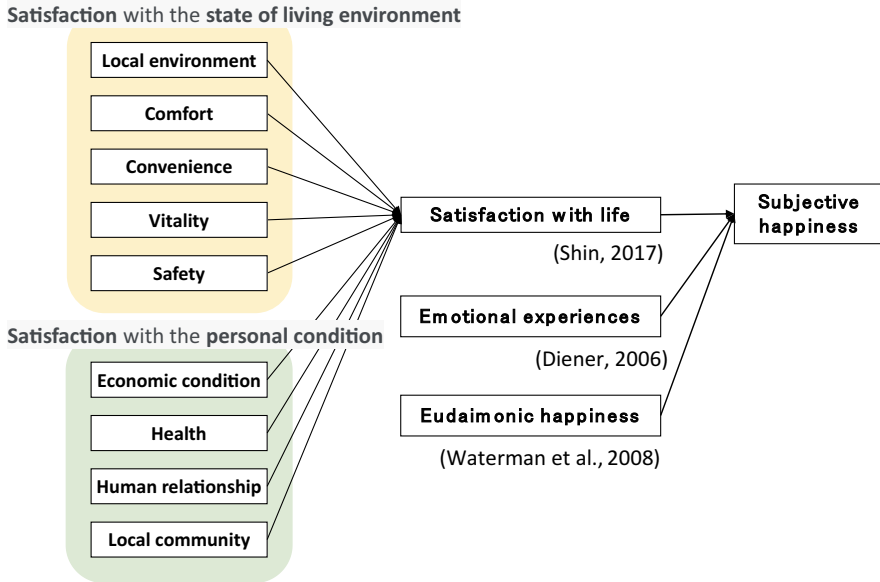 Satisfaction with the state of living environment
Local environment
Comfort
Convenience
Vitality
Safety
Satisfaction with the personal condition
Economic condition
Health
Human relationship
Local community
Satisfaction with life
(Shin, 2017)
Emotional experiences
(Diener, 2006)
Eudaimonic happiness
(Waterman et al., 2008)
Subjective
happiness